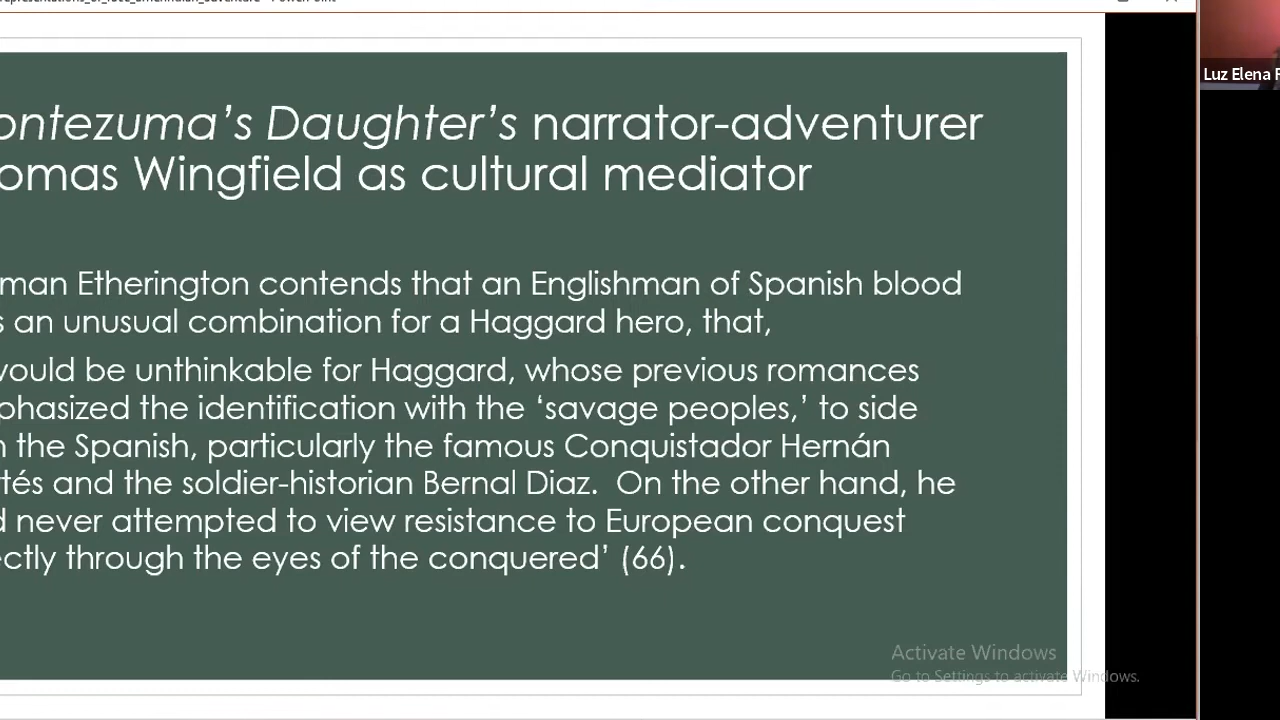 representations_of_race_amerindian_adventure - PowerPoint
Luz Elena R
ontezuma's Daughter's narrator-adventurer
omas Wingfield as cultural mediator
man Etherington contends that an Englishman of Spanish blood
s an unusual combination for a Haggard hero, that,
would be unthinkable for Haggard, whose previous romances
phasized the identification with the 'savage peoples,' to side
h the Spanish, particularly the famous Conquistador Hernán
tés and the soldier-historian Bernal Diaz. On the other hand, he
d never attempted to view resistance to European conquest
ectly through the eyes of the conquered' (66).
Activate Windows
Go to Settings to activate Windows.